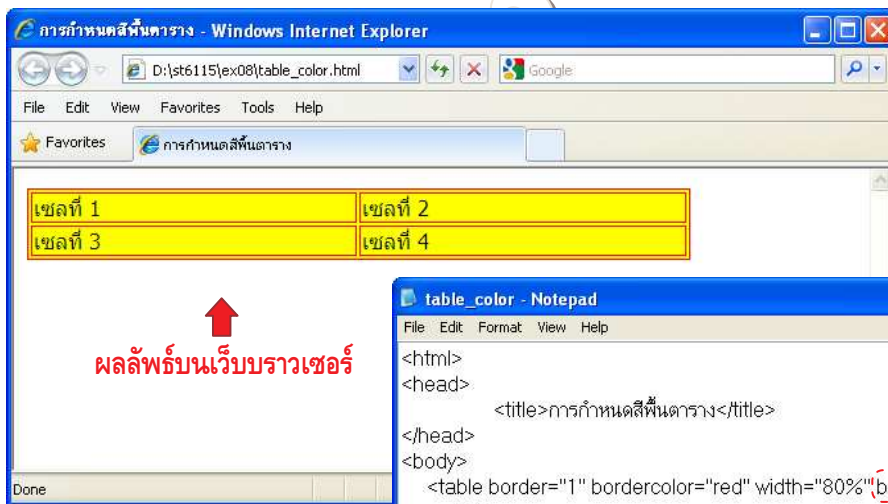 การกำหนดสีพื้นตาราง - Windows Internet Explorer
D:\st6115\ex08\table_color.html
Google
File Edit View Favorites Tools Help
Favorites
การกำหนดสีพื้นตาราง
เซลที่ 1 เซลที่ 2
เซลที่ 3 เซลที่ 4
ผลลัพธ์บนเว็บบราวเซอร์
Done
table_color - Notepad
File Edit Format View Help
<html>
<head>
<title>การกำหนดสีพื้นตาราง</title>
</head>
<body>
<table border="1" bordercolor="red" width="80%" b